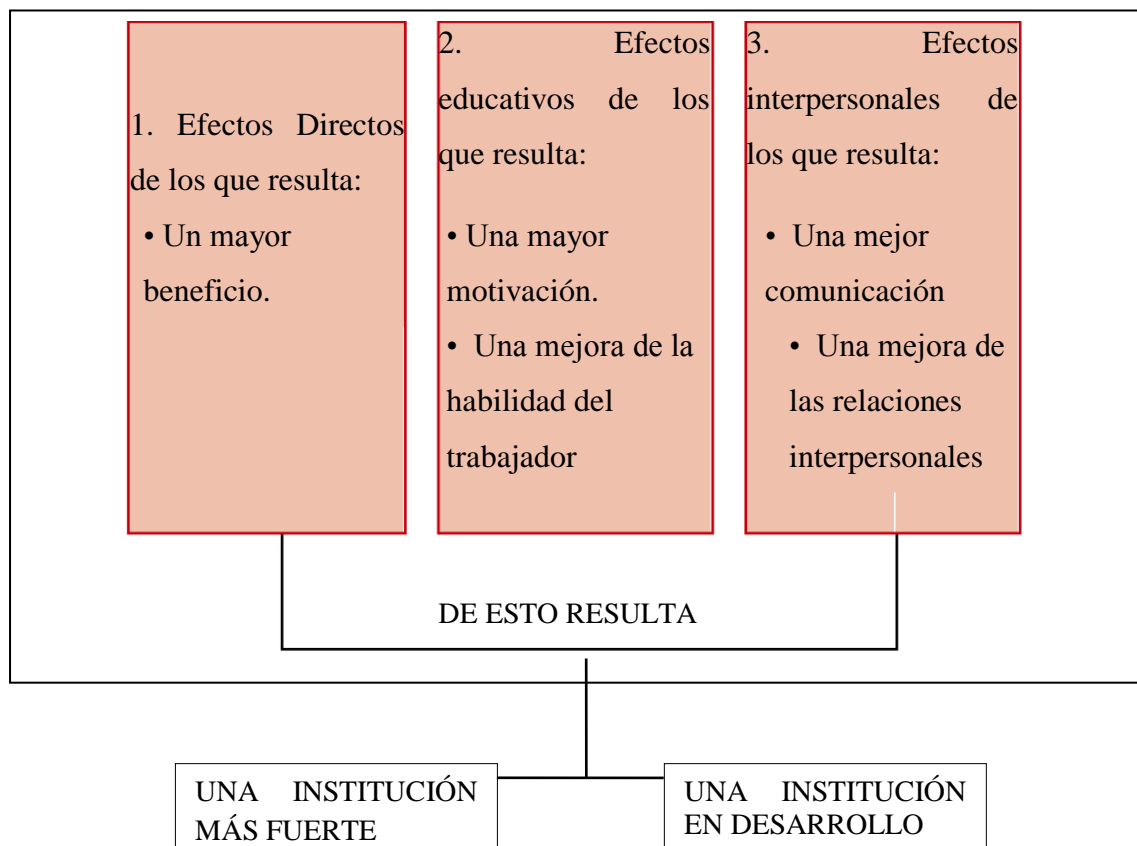 1. Efectos Directos
de los que resulta:
• Un mayor
beneficio.
2. Efectos
educativos de los
que resulta:
• Una mayor
motivación.
• Una mejora de la
habilidad del
trabajador
3. Efectos
interpersonales de
los que resulta:
• Una mejor
comunicación
• Una mejora de
las relaciones
interpersonales
DE ESTO RESULTA
UNA INSTITUCIÓN
MÁS FUERTE
UNA INSTITUCIÓN
EN DESARROLLO